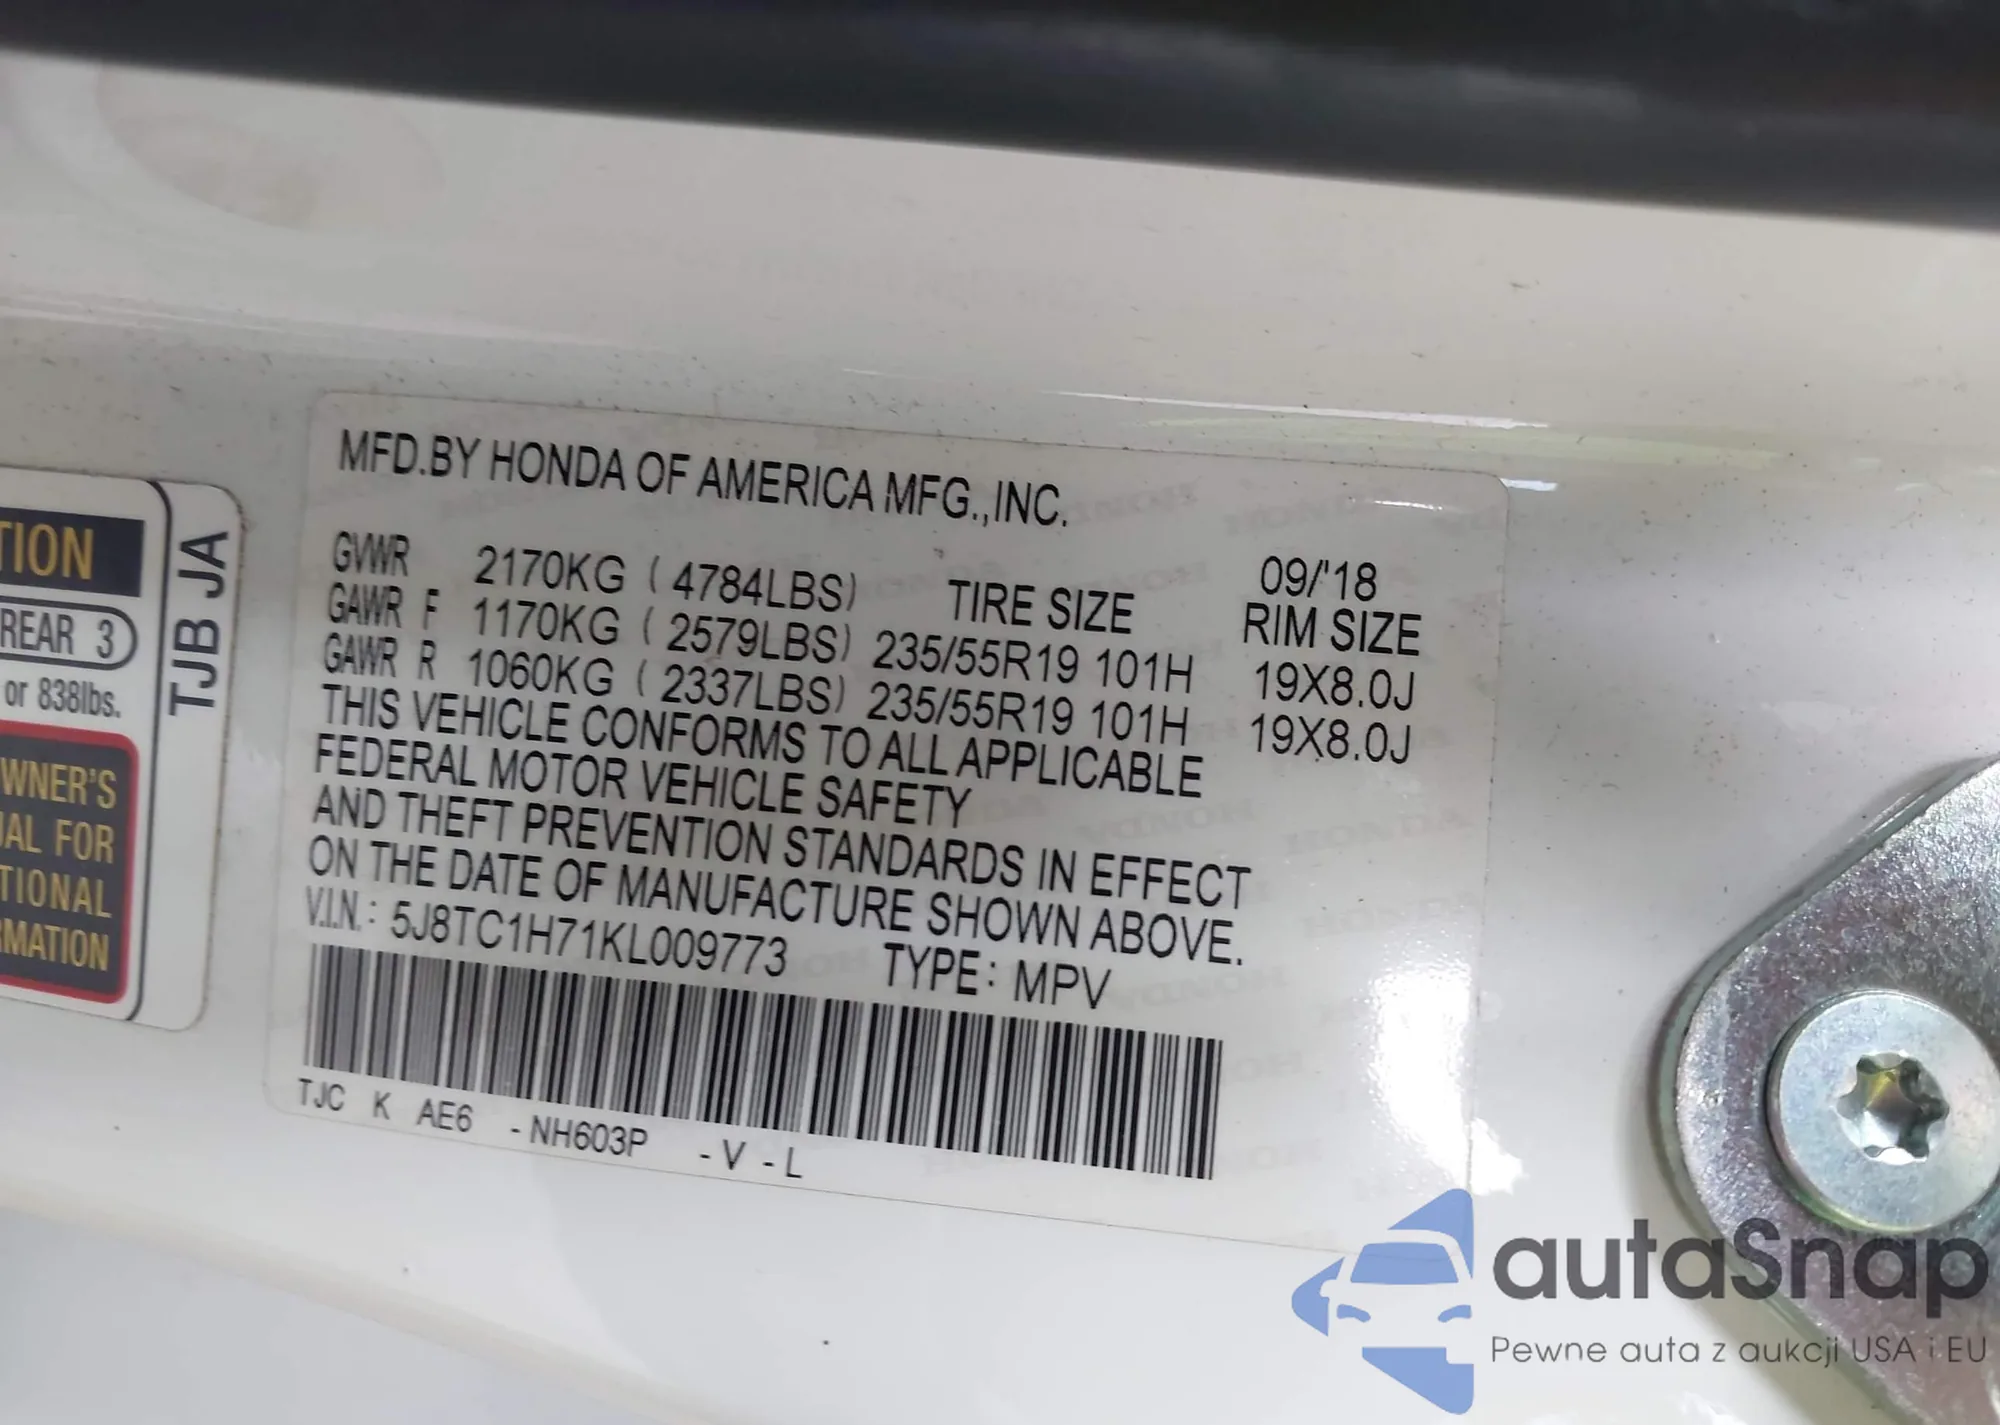 MFD.BY HONDA OF AMERICA MFG.,INC.
GVWR 2170KG ( 4784LBS) TIRE SIZE 09/'18
RIM SIZE
GAWR F 1170KG ( 2579LBS) 235/55R19 101H 19X8.0J
GAWR R 1060KG ( 2337LBS) 235/55R19 101H 19X8.0J
THIS VEHICLE CONFORMS TO ALL APPLICABLE
FEDERAL MOTOR VEHICLE SAFETY
AND THEFT PREVENTION STANDARDS IN EFFECT
ON THE DATE OF MANUFACTURE SHOWN ABOVE.
V.I.N.: 5J8TC1H71KL009773 TYPE: MPV
TJC K AE6 -NH603P -V -L
TION
REAR 3
or 838lbs.
WNER'S
JAL FOR
TIONAL
RMATION
TJB JA
autaSnap
Pewne auta z aukcji USA i EU